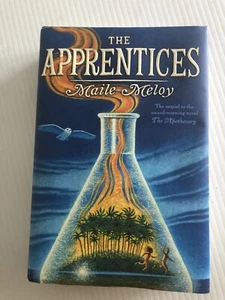 THE
APPRENTICES
Maile Meloy
The sequel to the
award-winning novel
The Apothecary